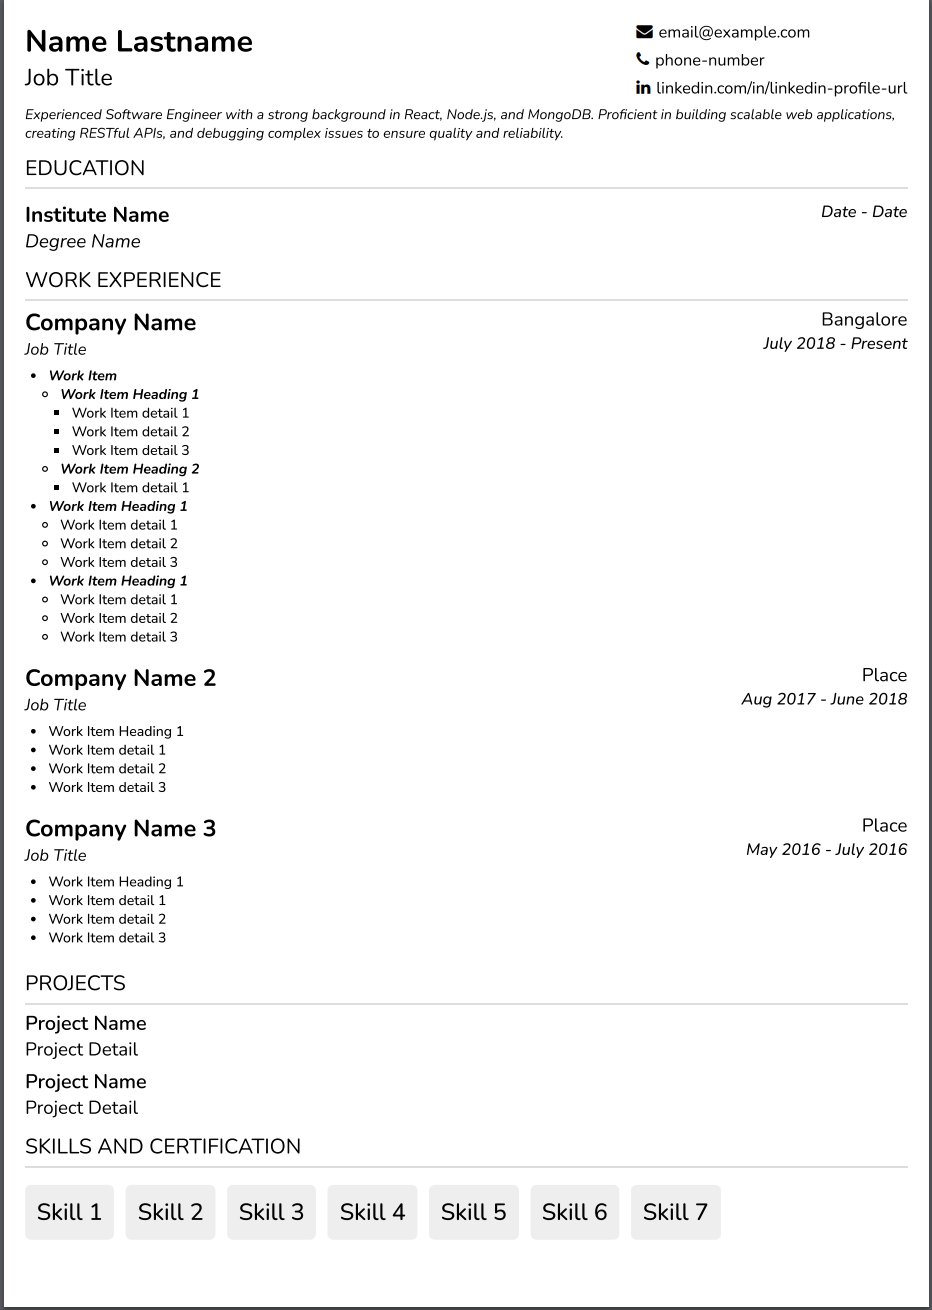 Name Lastname
Job Title
email@example.com
phone-number
linkedin.com/in/linkedin-profile-url
Experienced Software Engineer with a strong background in React, Node.js, and MongoDB. Proficient in building scalable web applications,
creating RESTful APIs, and debugging complex issues to ensure quality and reliability.
EDUCATION
Institute Name
Date - Date
Degree Name
WORK EXPERIENCE
Company Name
Bangalore
Job Title
July 2018 - Present
Work Item
Work Item Heading 1
Work Item detail 1
Work Item detail 2
Work Item detail 3
Work Item Heading 2
Work Item detail 1
Work Item Heading 1
Work Item detail 1
Work Item detail 2
Work Item detail 3
Work Item Heading 1
Work Item detail 1
Work Item detail 2
Work Item detail 3
Company Name 2
Place
Job Title
Aug 2017 - June 2018
Work Item Heading 1
Work Item detail 1
Work Item detail 2
Work Item detail 3
Company Name 3
Place
Job Title
May 2016 - July 2016
Work Item Heading 1
Work Item detail 1
Work Item detail 2
Work Item detail 3
PROJECTS
Project Name
Project Detail
Project Name
Project Detail
SKILLS AND CERTIFICATION
Skill 1 Skill 2 Skill 3 Skill 4 Skill 5 Skill 6 Skill 7